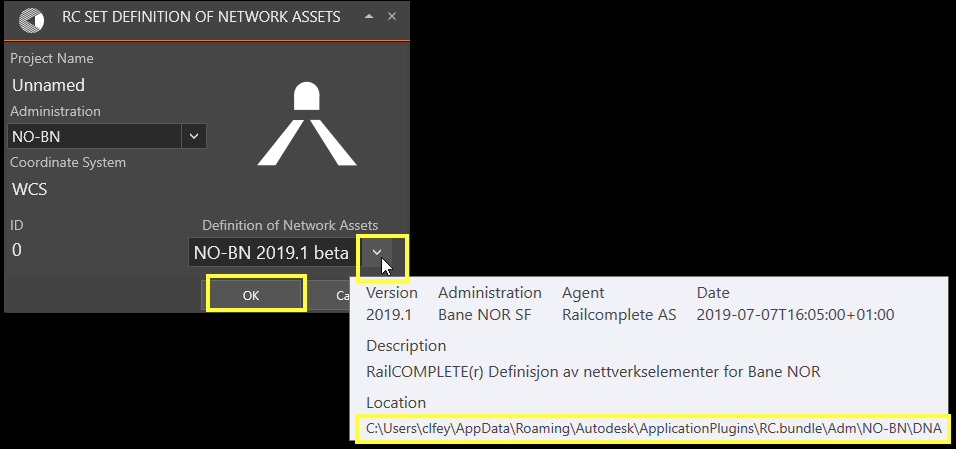 RC SET DEFINITION OF NETWORK ASSETS
Project Name
Unnamed
Administration
NO-BN
Coordinate System
WCS
ID
0
Definition of Network Assets
NO-BN 2019.1 beta
OK
Ca
Version Administration Agent Date
2019.1 Bane NOR SF Railcomplete AS 2019-07-07T16:05:00+01:00
Description
RailCOMPLETE(r) Definisjon av nettverkselementer for Bane NOR
Location
C:\Users\clfey\AppData\Roaming\Autodesk\ApplicationPlugins\RC.bundle\Adm\NO-BN\DNA